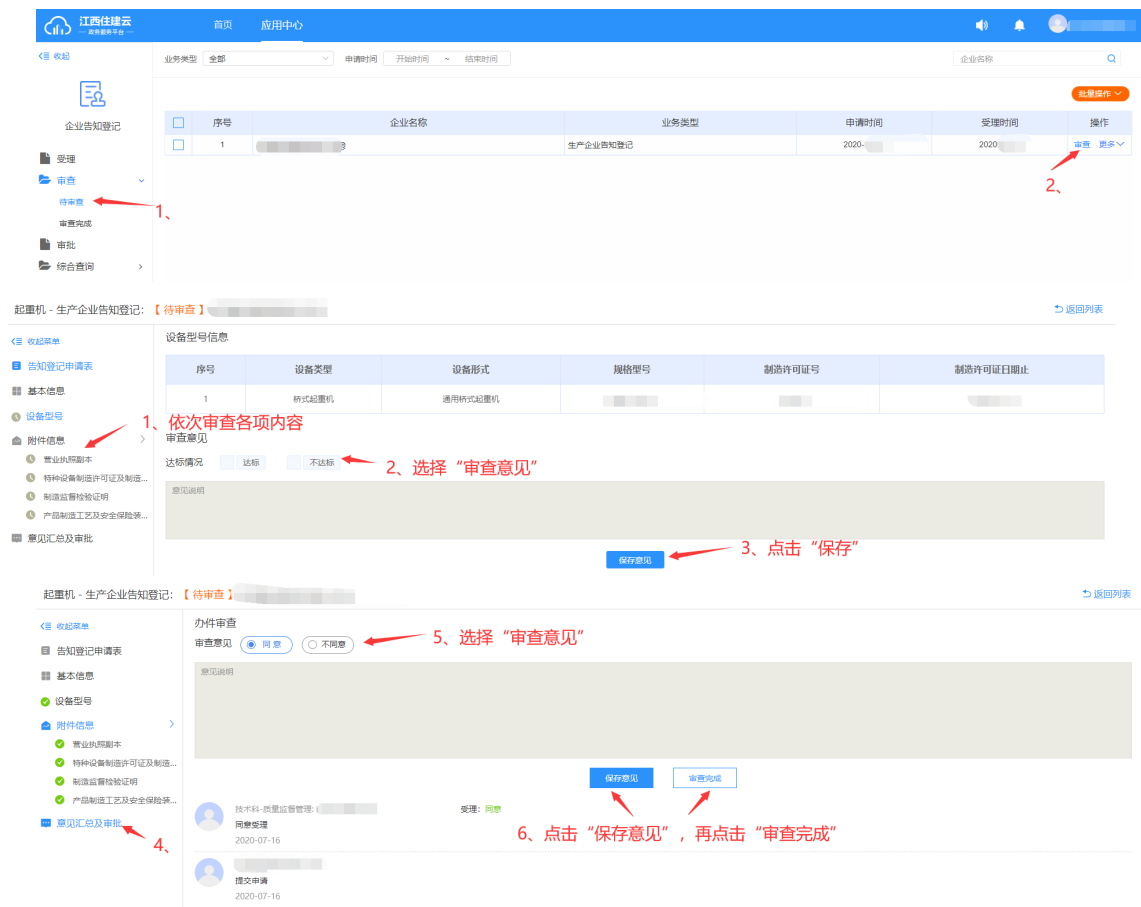 江西住建云
— 政务服务平台 —
首页 应用中心
收起
企业告知登记
受理
审查
待审查
审查完成
审批
综合查询
业务类型 全部 申请时间 开始时间 ~ 结束时间 企业名称
批量操作
序号 企业名称 业务类型 申请时间 受理时间 操作
1 生产企业告知登记 2020- 2020 审查 更多
1、
2、
起重机 - 生产企业告知登记: 【 待审查 】 返回列表
收起菜单
告知登记申请表
基本信息
设备型号
附件信息
营业执照副本
特种设备制造许可证及制造...
制造监督检验证明
产品制造工艺及安全保险装...
意见汇总及审批
设备型号信息
序号 设备类型 设备形式 规格型号 制造许可证号 制造许可证日期止
1 桥式起重机 通用桥式起重机
1、依次审查各项内容
审查意见
达标情况 达标 不达标
2、选择“审查意见”
意见说明
保存意见
3、点击“保存”
起重机 - 生产企业告知登记: 【 待审查 】 返回列表
收起菜单
告知登记申请表
基本信息
设备型号
附件信息
营业执照副本
特种设备制造许可证及制造...
制造监督检验证明
产品制造工艺及安全保险装...
意见汇总及审批
4、
办件审查
审查意见 同意 不同意
5、选择“审查意见”
意见说明
保存意见 审查完成
技术科-质量监督管理: 受理: 同意
同意受理
2020-07-16
6、点击“保存意见”,再点击“审查完成”
提交申请
2020-07-16